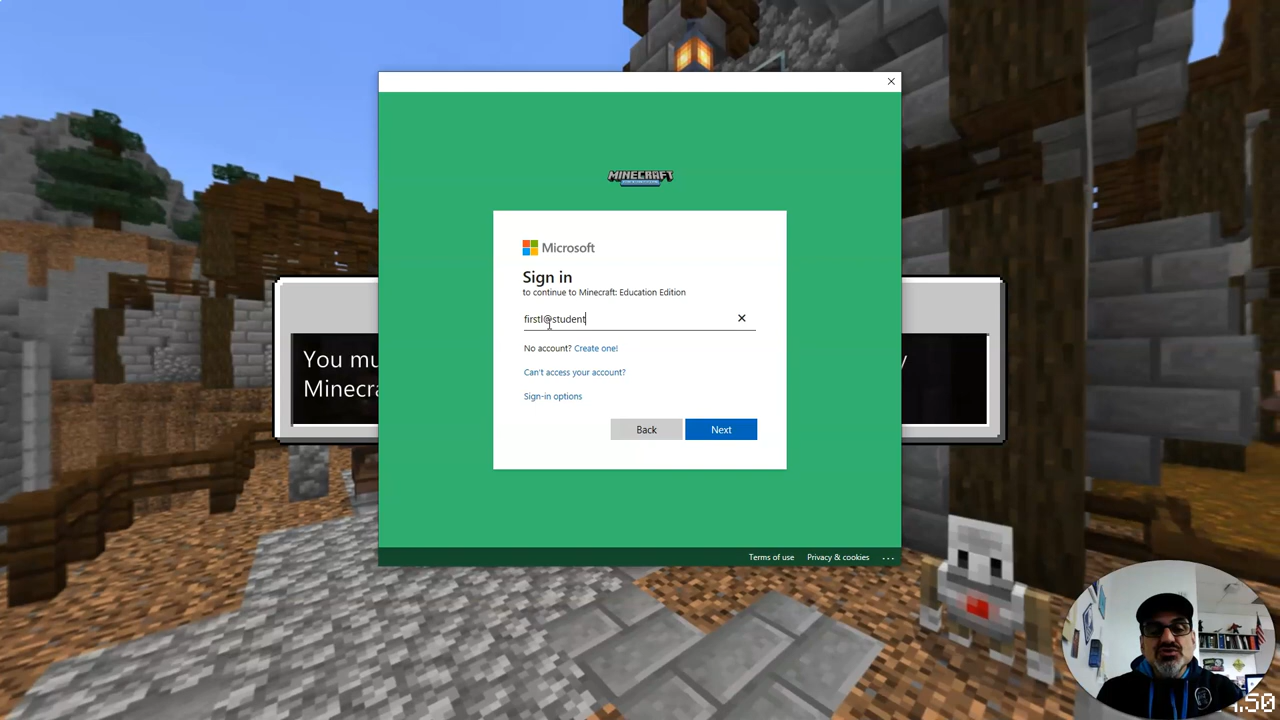 MINECRAFT
Microsoft
Sign in
to continue to Minecraft: Education Edition
firstl@student
No account? Create one!
Can't access your account?
Sign-in options
Back
Next
You mu
y
Minecra
Terms of use
Privacy & cookies
...
.50